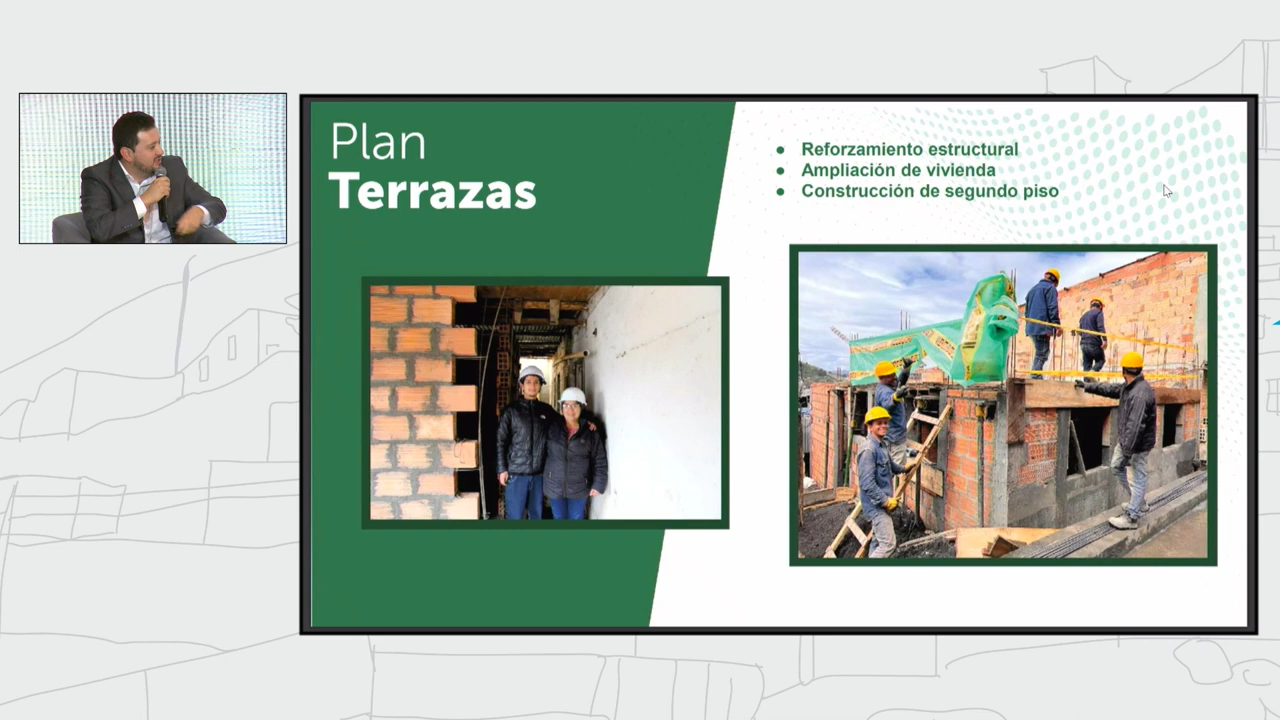 Plan
Terrazas
● Reforzamiento estructural
● Ampliación de vivienda
● Construcción de segundo piso